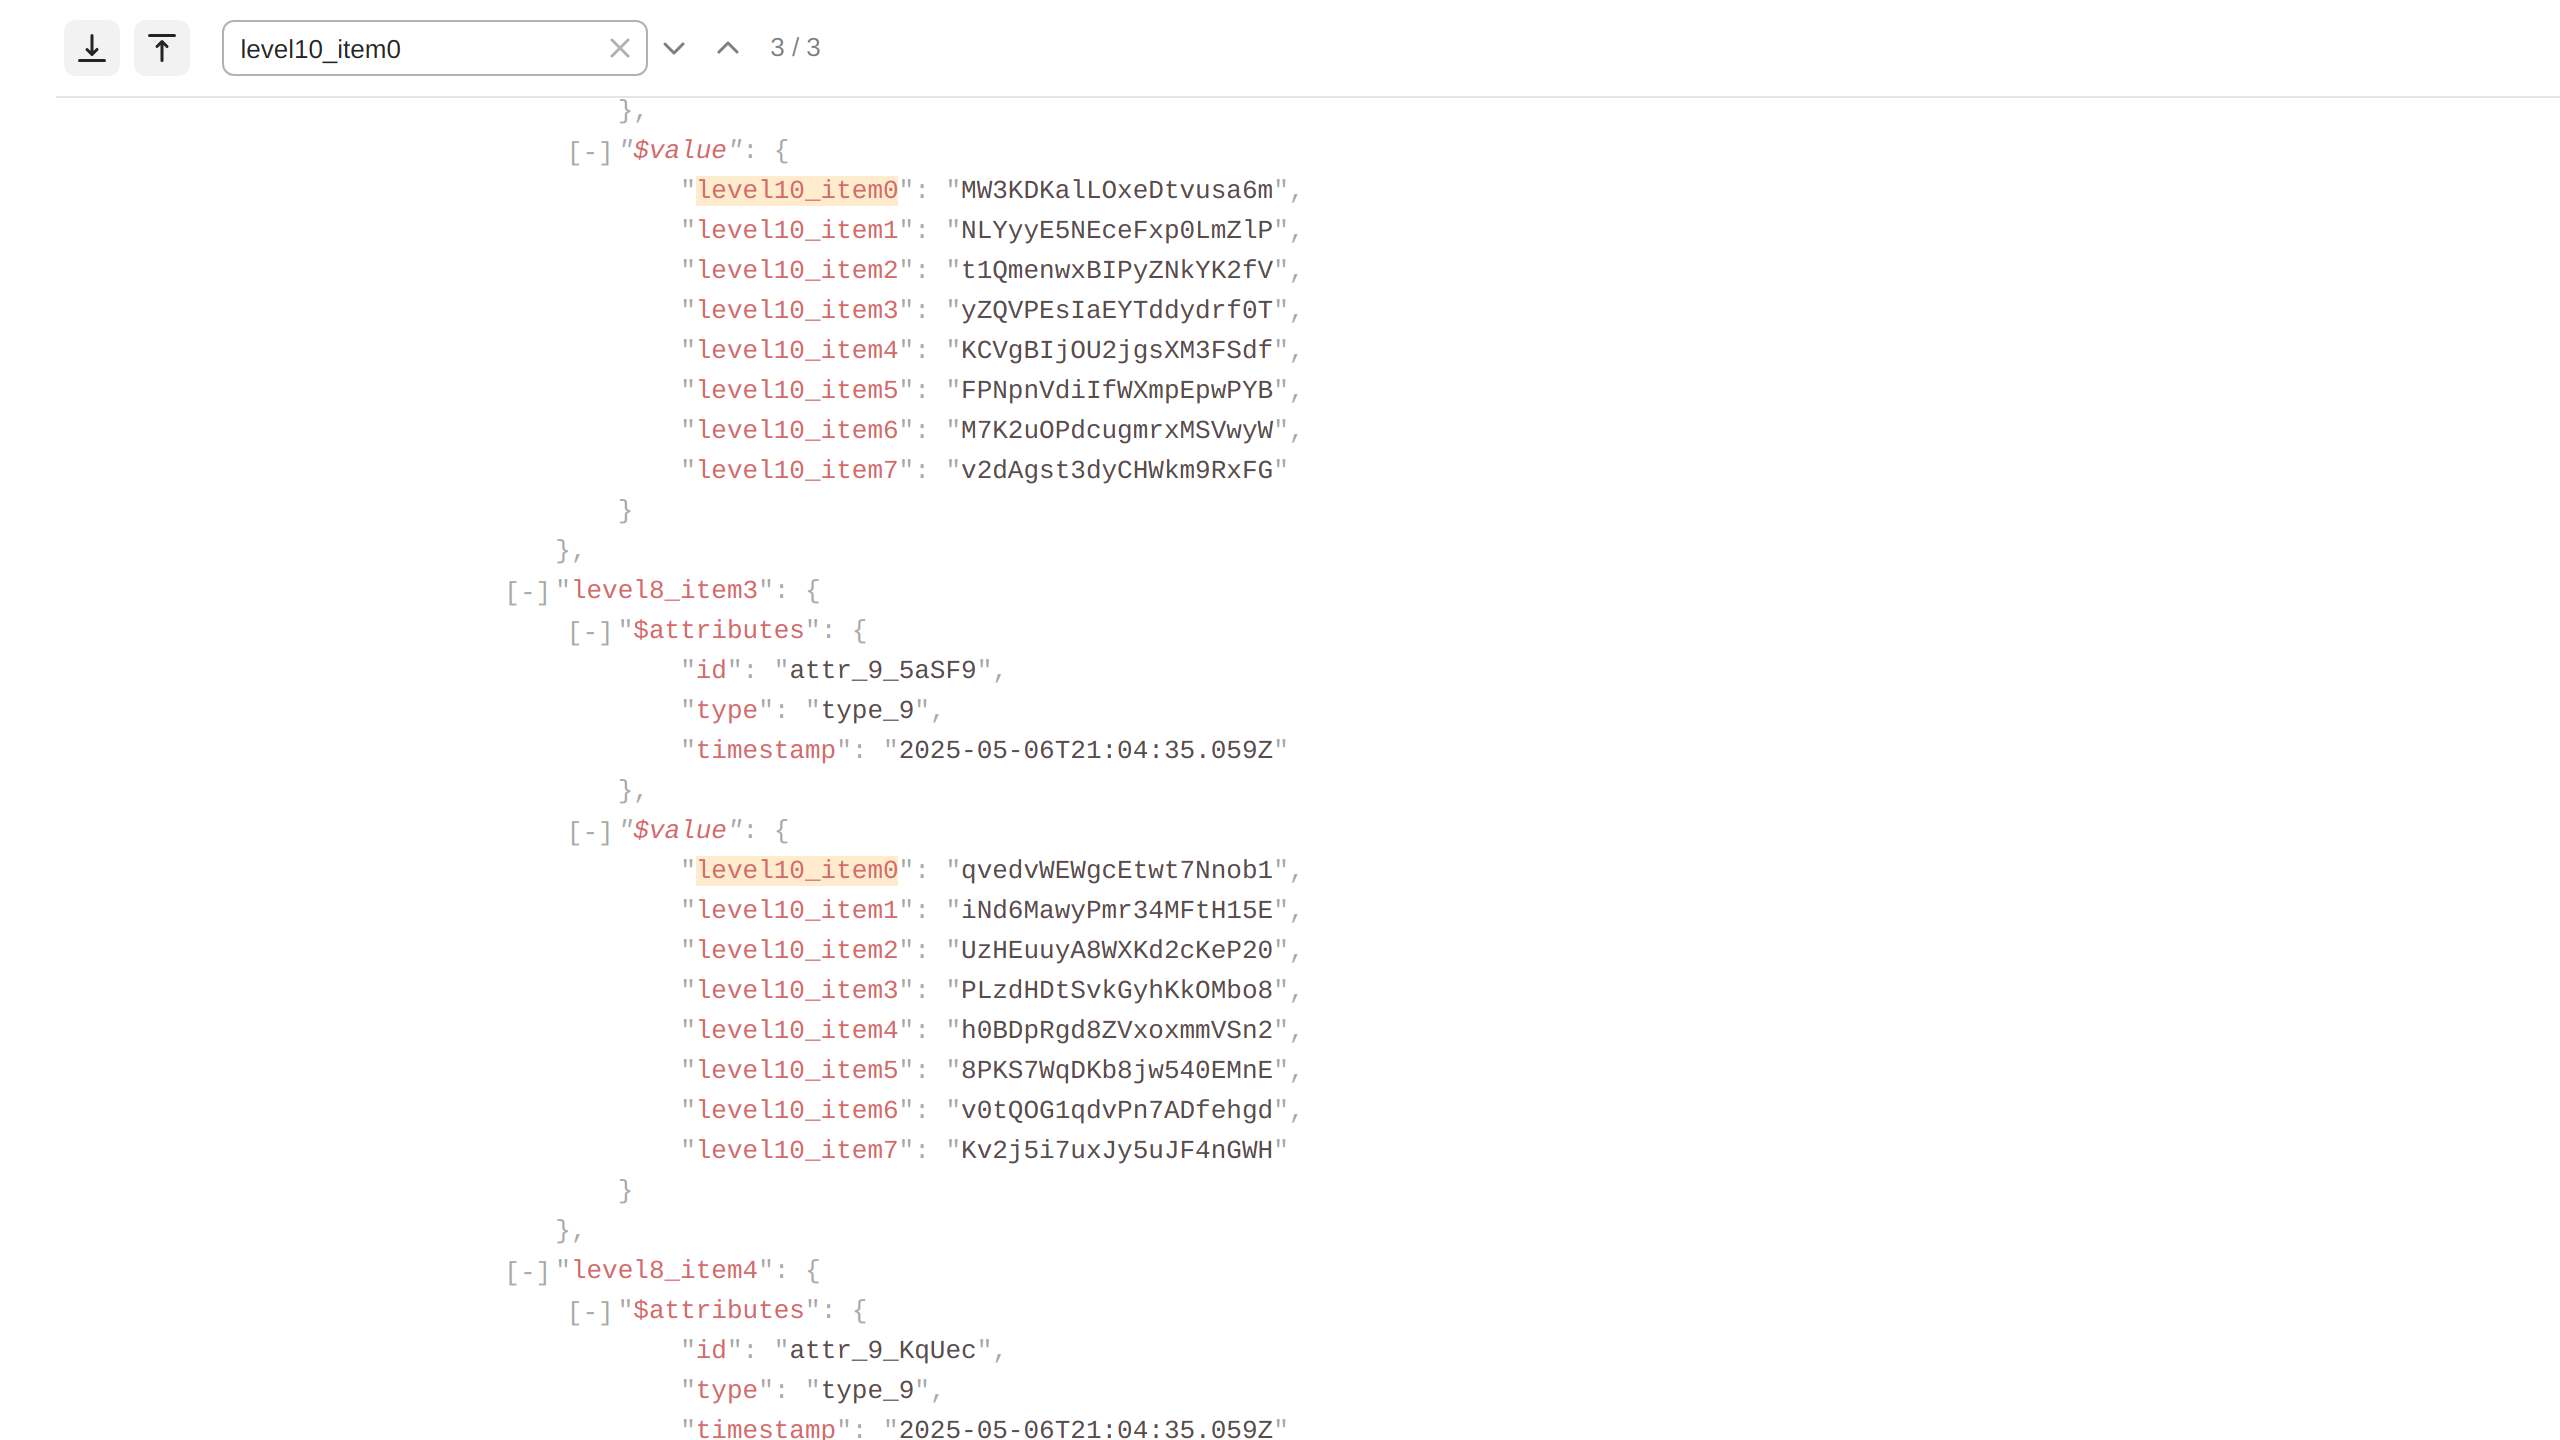 level10_item0 3 / 3
},
[-] "$value": {
"level10_item0": "MW3KDKalLOxeDtvusa6m",
"level10_item1": "NLYyyE5NEceFxp0LmZlP",
"level10_item2": "t1QmenwxBIPyZNkYK2fV",
"level10_item3": "yZQVPEsIaEYTddydrf0T",
"level10_item4": "KCVgBIjOU2jgsXM3FSdf",
"level10_item5": "FPNpnVdiIfWXmpEpwPYB",
"level10_item6": "M7K2uOPdcugmrxMSVwyW",
"level10_item7": "v2dAgst3dyCHWkm9RxFG"
}
},
[-] "level8_item3": {
[-] "$attributes": {
"id": "attr_9_5aSF9",
"type": "type_9",
"timestamp": "2025-05-06T21:04:35.059Z"
},
[-] "$value": {
"level10_item0": "qvedvWEWgcEtwt7Nnob1",
"level10_item1": "iNd6MawyPmr34MFtH15E",
"level10_item2": "UzHEuuyA8WXKd2cKeP20",
"level10_item3": "PLzdHDtSvkGyhKkOMbo8",
"level10_item4": "h0BDpRgd8ZVxoxmmVSn2",
"level10_item5": "8PKS7WqDKb8jw540EMnE",
"level10_item6": "v0tQOG1qdvPn7ADfehgd",
"level10_item7": "Kv2j5i7uxJy5uJF4nGWH"
}
},
[-] "level8_item4": {
[-] "$attributes": {
"id": "attr_9_KqUec",
"type": "type_9",
"timestamp": "2025-05-06T21:04:35.059Z"